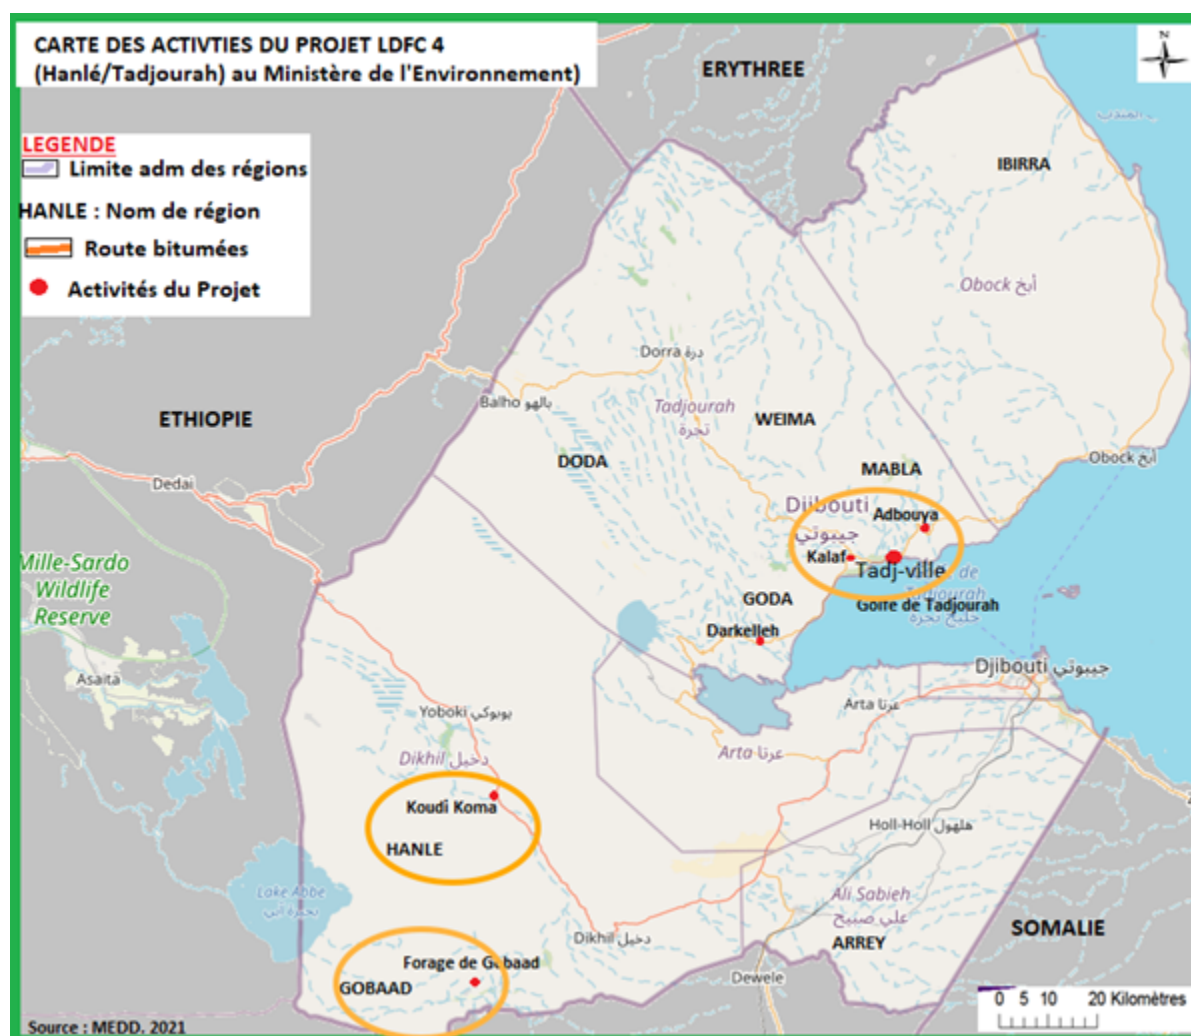 CARTE DES ACTIVTIES DU PROJET LDFC 4
(Hanlé/Tadjourah) au Ministère de l'Environnement)
N
ERYTHREE
LEGENDE
Limite adm des régions
HANLE : Nom de région
Route bitumées
Activités du Projet
IBIRRA
Obock أبخ
Dorra درة
Balho بالهو
Tadjourah
تجرة
WEIMA
ETHIOPIE
DODA
MABLA
Obock أبخ
Dedai
Djibouti
جيبوتي
Adbouya
Kalaf
Tadj-ville
Mille-Sardo
Wildlife
Reserve
GODA
Golfe de Tadjourah
Darkelleh
Djibouti جيبوتي
Asaita
Yoboki يوبوكي
Arta عرتا
Dikhil دخيل
Arta عرتا
Koudi Koma
HANLE
Holl-Holl هلهول
Lake Abbe
بحيرة أبي
Ali Sabieh
علي صبيح
ARREY
SOMALIE
Dikhil دخيل
Forage de Gobaad
GOBAAD
Dewele
0 5 10 20 Kilomètres
Source : MEDD. 2021